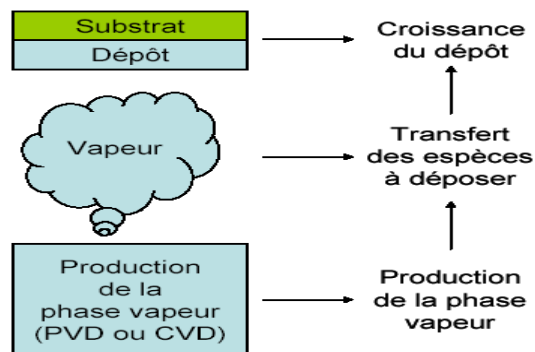 Substrat
Dépôt
Croissance
du dépôt
Vapeur
Transfert
des espèces
à déposer
Production
de la
phase vapeur
(PVD ou CVD)
Production
de la phase
vapeur